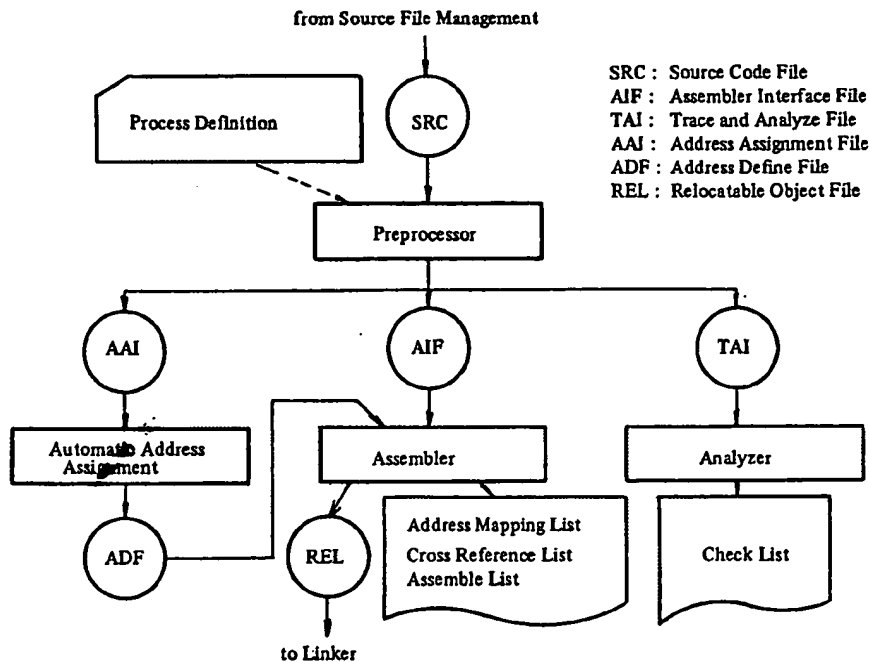 from Source File Management
SRC : Source Code File
AIF : Assembler Interface File
TAI : Trace and Analyze File
AAI : Address Assignment File
ADF : Address Define File
REL : Relocatable Object File
Process Definition
SRC
Preprocessor
AAI
AIF
TAI
Automatic Address
Assignment
Assembler
Analyzer
ADF
REL
Address Mapping List
Cross Reference List
Assemble List
Check List
to Linker